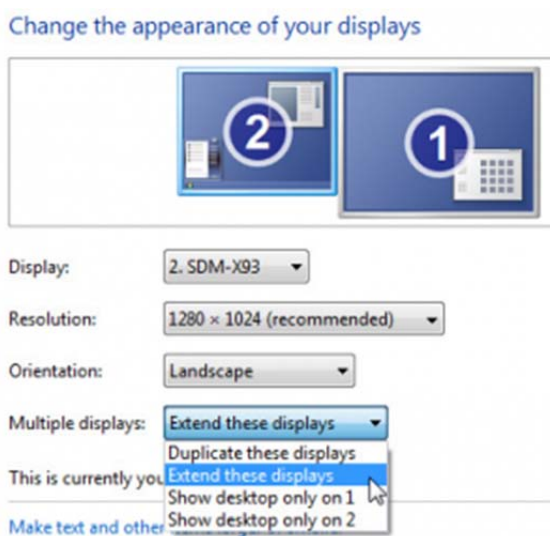 Change the appearance of your displays
2
1
Display:
2. SDM-X93
Resolution:
1280 × 1024 (recommended)
Orientation:
Landscape
Multiple displays:
Extend these displays
Duplicate these displays
Extend these displays
This is currently you
Show desktop only on 1
Show desktop only on 2
Make text and other